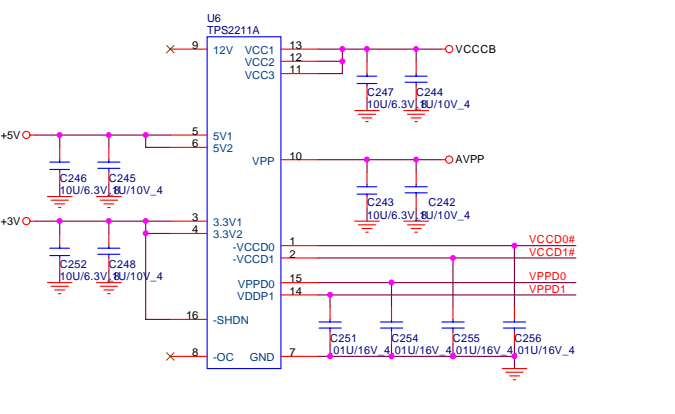 U6
TPS2211A
9 12V VCC1 13 VCCCB
VCC2 12
VCC3 11
C247 C244
10U/6.3V_8 .1U/10V_4
+5V 5 5V1
6 5V2
VPP 10 AVPP
C246 C245
10U/6.3V_8 .1U/10V_4
C243 C242
10U/6.3V_8 .1U/10V_4
+3V 3 3.3V1
4 3.3V2
-VCCD0 1 VCCD0#
-VCCD1 2 VCCD1#
C252 C248
10U/6.3V_8 .1U/10V_4
VPPD0 15 VPPD0
VDDP1 14 VPPD1
16 -SHDN
C251 C254 C255 C256
.01U/16V_4 .01U/16V_4 .01U/16V_4 .01U/16V_4
8 -OC GND 7